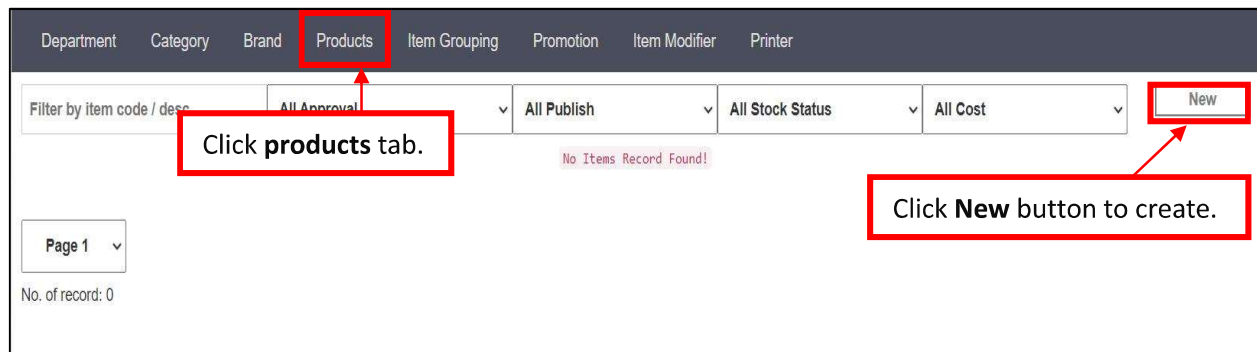 Department Category Brand Products Item Grouping Promotion Item Modifier Printer
Filter by item code / desc All Approval All Publish All Stock Status All Cost New
Click products tab.
No Items Record Found!
Click New button to create.
Page 1
No. of record: 0